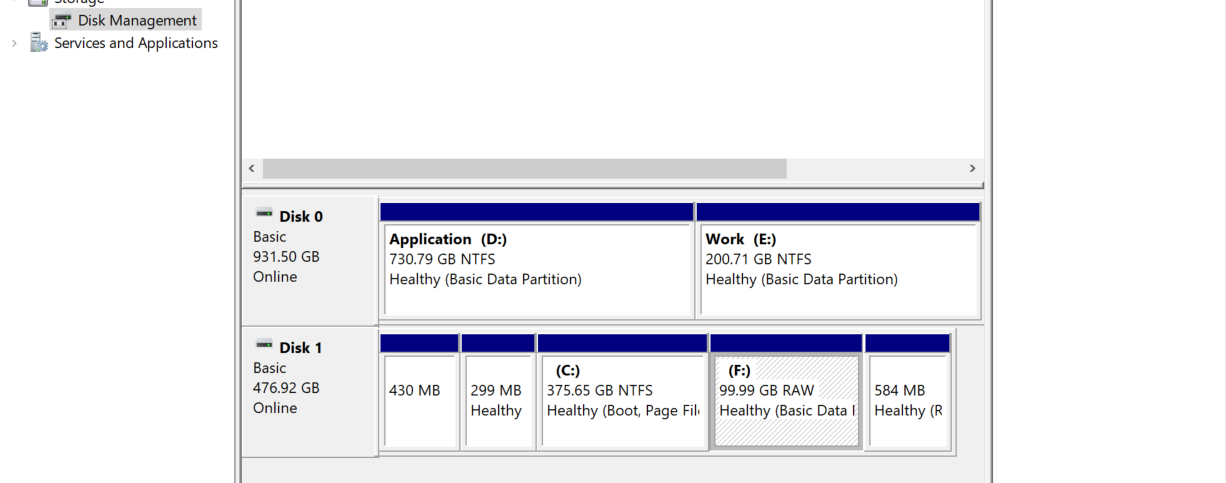 Storage
Disk Management
Services and Applications
Disk 0
Basic
931.50 GB
Online
Application (D:)
730.79 GB NTFS
Healthy (Basic Data Partition)
Work (E:)
200.71 GB NTFS
Healthy (Basic Data Partition)
Disk 1
Basic
476.92 GB
Online
430 MB
299 MB
Healthy
(C:)
375.65 GB NTFS
Healthy (Boot, Page Fil
(F:)
99.99 GB RAW
Healthy (Basic Data
584 MB
Healthy (R